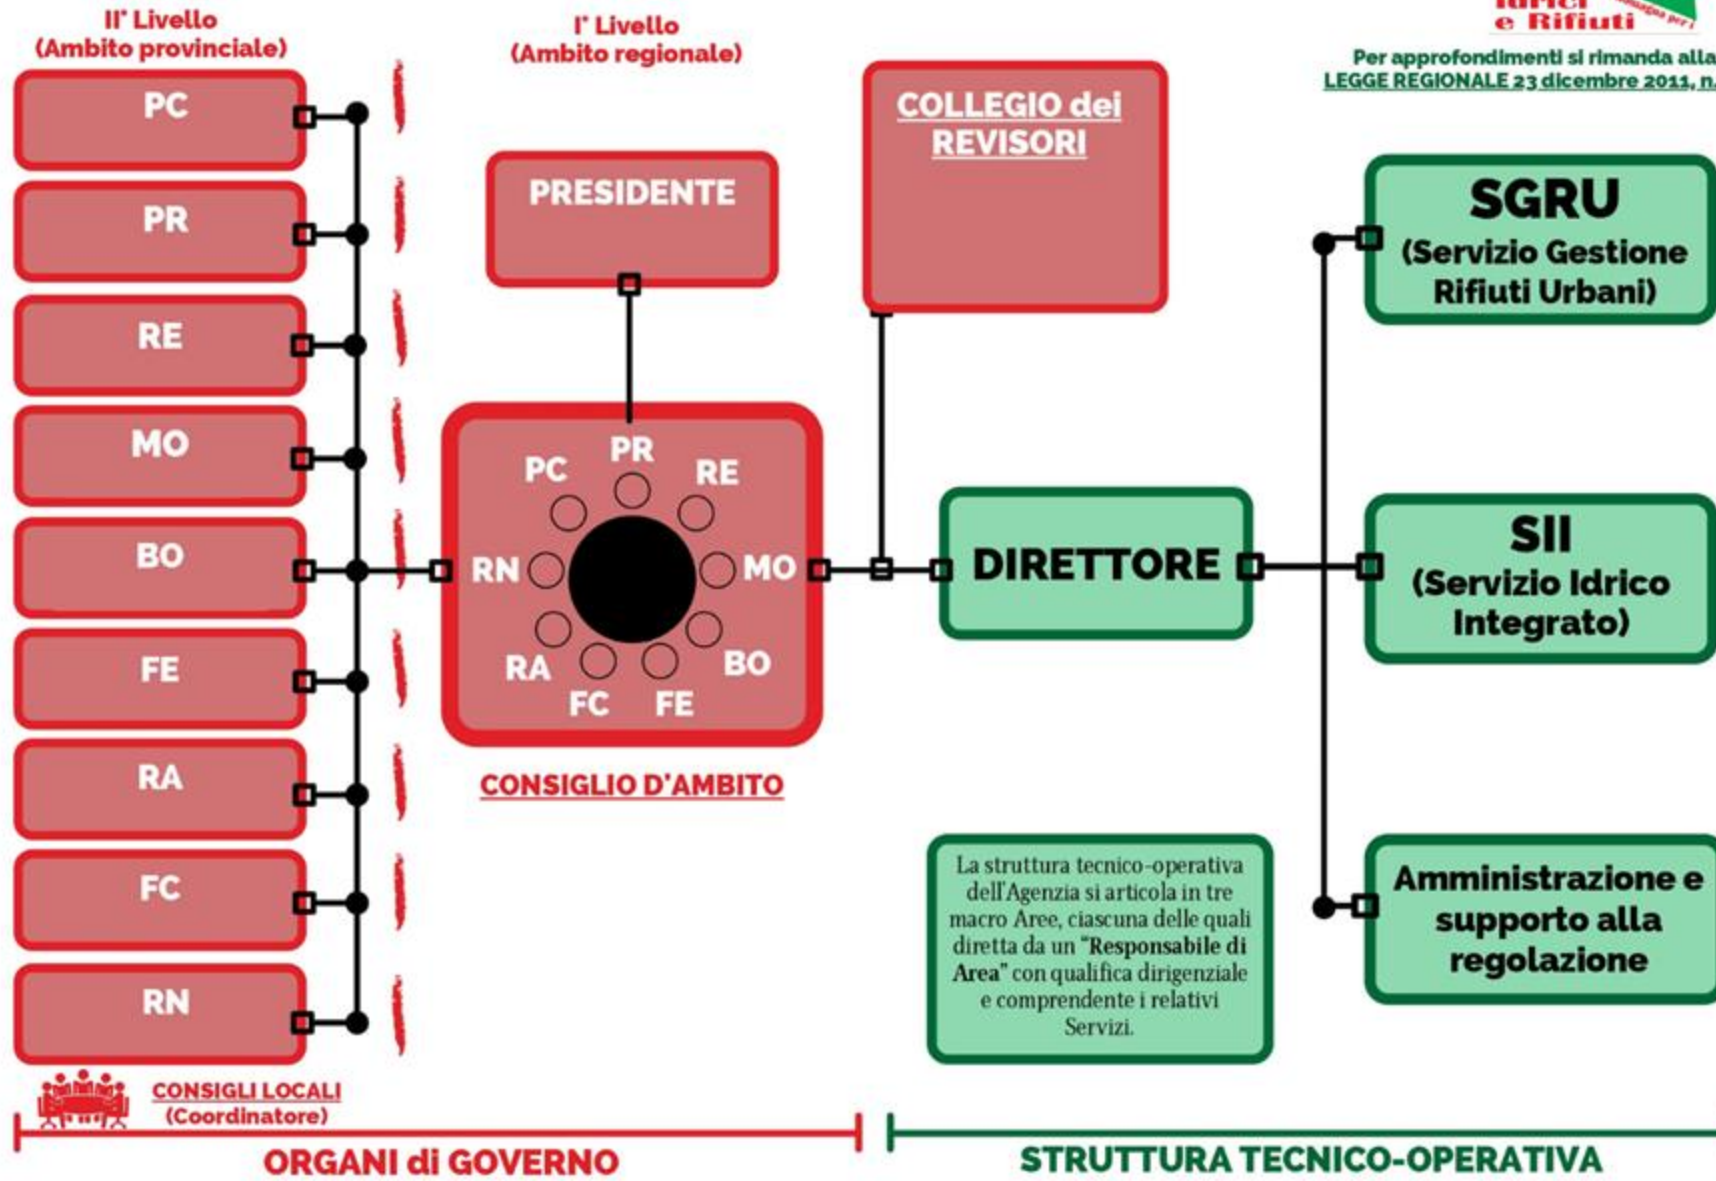 II° Livello
(Ambito provinciale)
PC
PR
RE
MO
BO
FE
RA
FC
RN
CONSIGLI LOCALI
(Coordinatore)
ORGANI di GOVERNO
I° Livello
(Ambito regionale)
PRESIDENTE
PR
PC
RE
RN
MO
RA
BO
FC
FE
CONSIGLIO D'AMBITO
COLLEGIO dei
REVISORI
DIRETTORE
La struttura tecnico-operativa
dell'Agenzia si articola in tre
macro Aree, ciascuna delle quali
diretta da un "Responsabile di
Area" con qualifica dirigenziale
e comprendente i relativi
Servizi.
e Rifiuti
Per approfondimenti si rimanda alla
LEGGE REGIONALE 23 dicembre 2011, n.
SGRU
(Servizio Gestione
Rifiuti Urbani)
SII
(Servizio Idrico
Integrato)
Amministrazione e
supporto alla
regolazione
STRUTTURA TECNICO-OPERATIVA